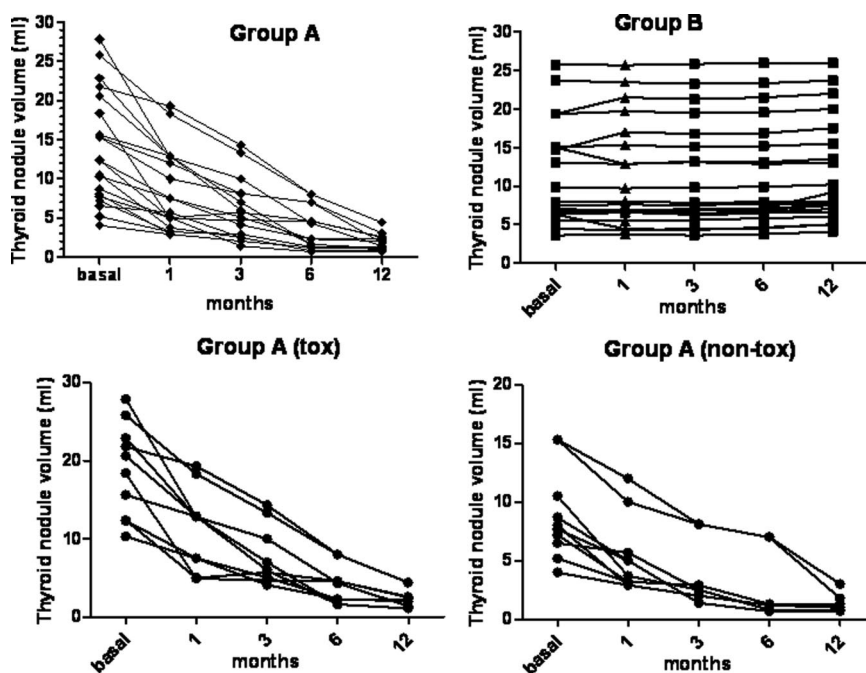 Group A
Thyroid nodule volume (ml)
30
25
20
15
10
5
0
basal
1
3
6
12
months
Group B
Thyroid nodule volume (ml)
30
25
20
15
10
5
0
basal
1
3
6
12
months
Group A (tox)
Thyroid nodule volume (ml)
30
20
10
0
basal
1
3
6
12
months
Group A (non-tox)
Thyroid nodule volume (ml)
20
15
10
5
0
basal
1
3
6
12
months